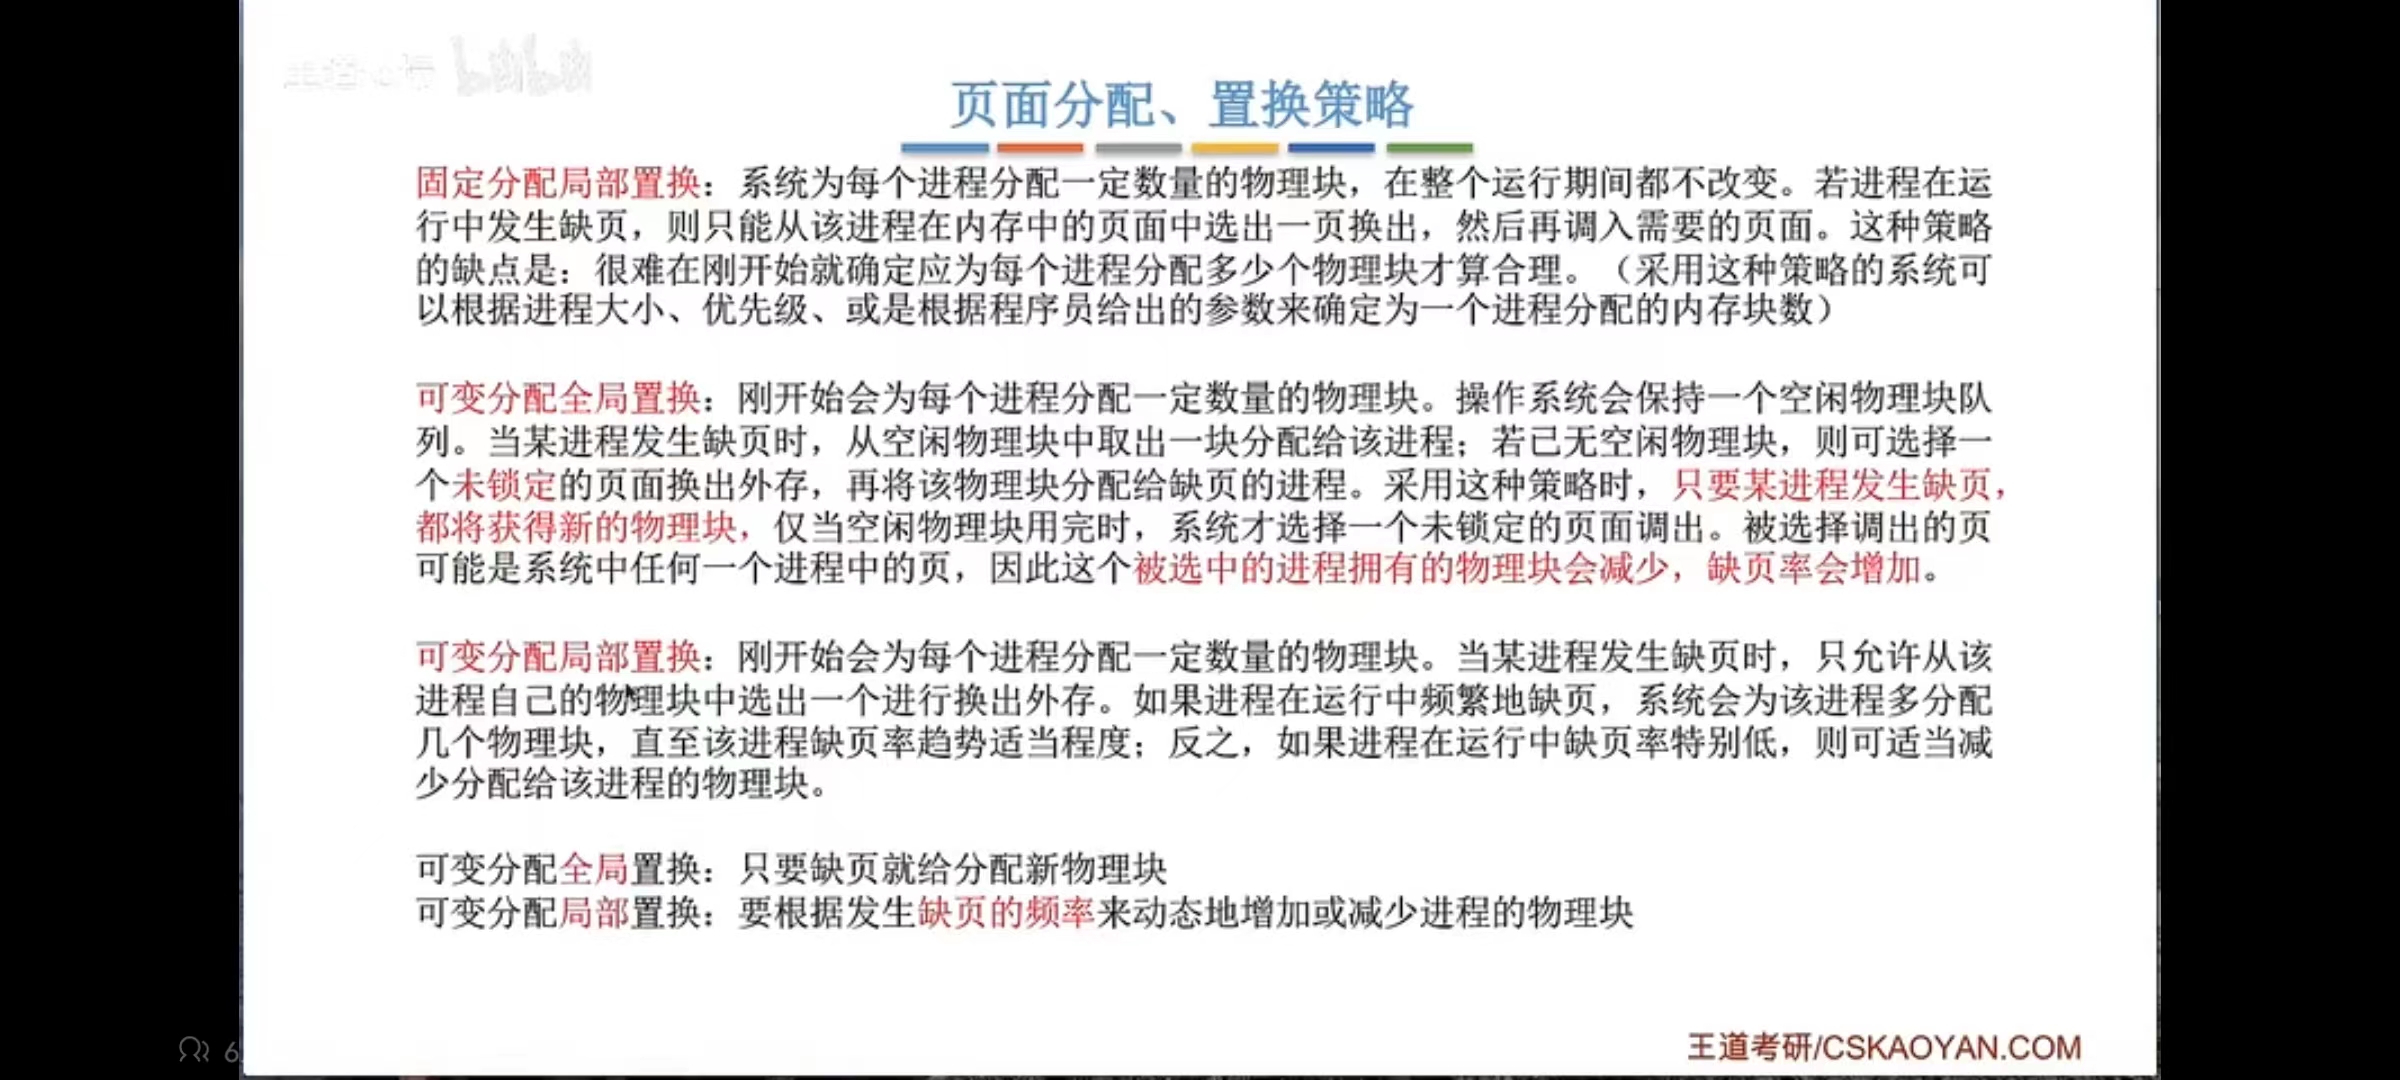 bilibili
页面分配、置换策略
固定分配局部置换：系统为每个进程分配一定数量的物理块，在整个运行期间都不改变。若进程在运
行中发生缺页，则只能从该进程在内存中的页面中选出一页换出，然后再调入需要的页面。这种策略
的缺点是：很难在刚开始就确定应为每个进程分配多少个物理块才算合理。（采用这种策略的系统可
以根据进程大小、优先级、或是根据程序员给出的参数来确定为一个进程分配的内存块数）
可变分配全局置换：刚开始会为每个进程分配一定数量的物理块。操作系统会保持一个空闲物理块队
列。当某进程发生缺页时，从空闲物理块中取出一块分配给该进程；若已无空闲物理块，则可选择一
个未锁定的页面换出外存，再将该物理块分配给缺页的进程。采用这种策略时，只要某进程发生缺页，
都将获得新的物理块，仅当空闲物理块用完时，系统才选择一个未锁定的页面调出。被选择调出的页
可能是系统中任何一个进程中的页，因此这个被选中的进程拥有的物理块会减少，缺页率会增加。
可变分配局部置换：刚开始会为每个进程分配一定数量的物理块。当某进程发生缺页时，只允许从该
进程自己的物理块中选出一个进行换出外存。如果进程在运行中频繁地缺页，系统会为该进程多分配
几个物理块，直至该进程缺页率趋势适当程度；反之，如果进程在运行中缺页率特别低，则可适当减
少分配给该进程的物理块。
可变分配全局置换：只要缺页就给分配新物理块
可变分配局部置换：要根据发生缺页的频率来动态地增加或减少进程的物理块
王道考研/CSKAOYAN.COM
6